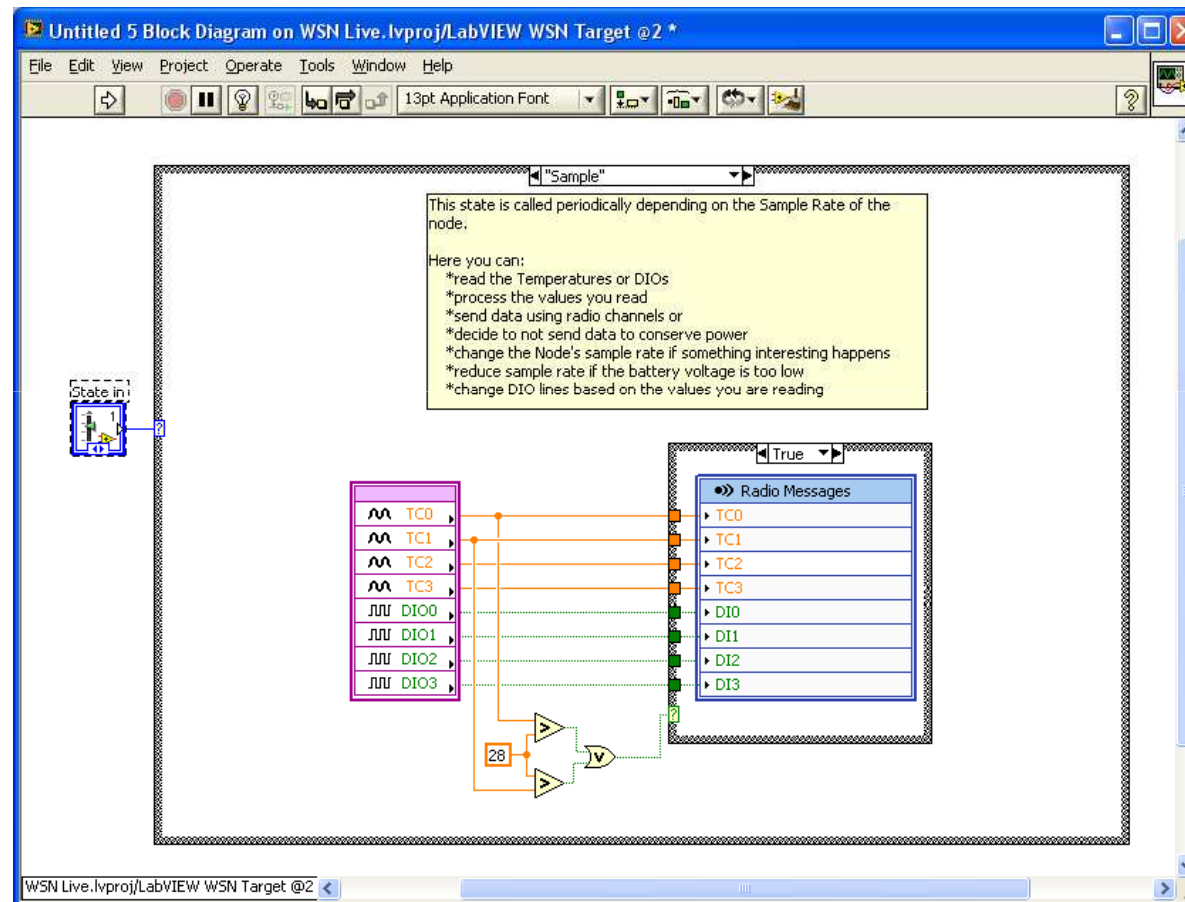 Untitled 5 Block Diagram on WSN Live.lvproj/LabVIEW WSN Target @2 *
File Edit View Project Operate Tools Window Help
13pt Application Font
"Sample"
This state is called periodically depending on the Sample Rate of the
node.
Here you can:
*read the Temperatures or DIOs
*process the values you read
*send data using radio channels or
*decide to not send data to conserve power
*change the Node's sample rate if something interesting happens
*reduce sample rate if the battery voltage is too low
*change DIO lines based on the values you are reading
State in
1
?
True
Radio Messages
TC0 TC0
TC1 TC1
TC2 TC2
TC3 TC3
DIO0 DI0
DIO1 DI1
DIO2 DI2
DIO3 DI3
?
>
28 V
>
WSN Live.lvproj/LabVIEW WSN Target @2